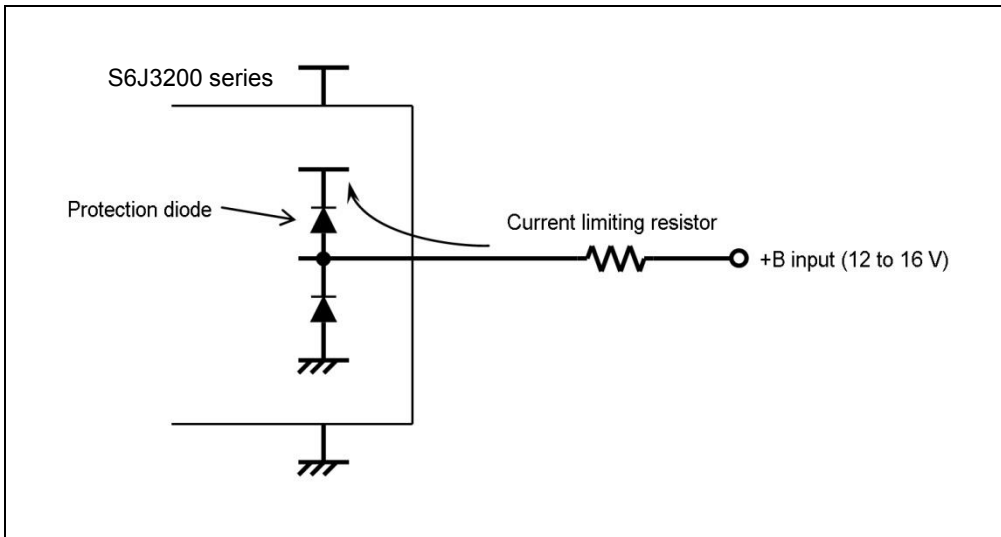 S6J3200 series
Protection diode
Current limiting resistor
+B input (12 to 16 V)